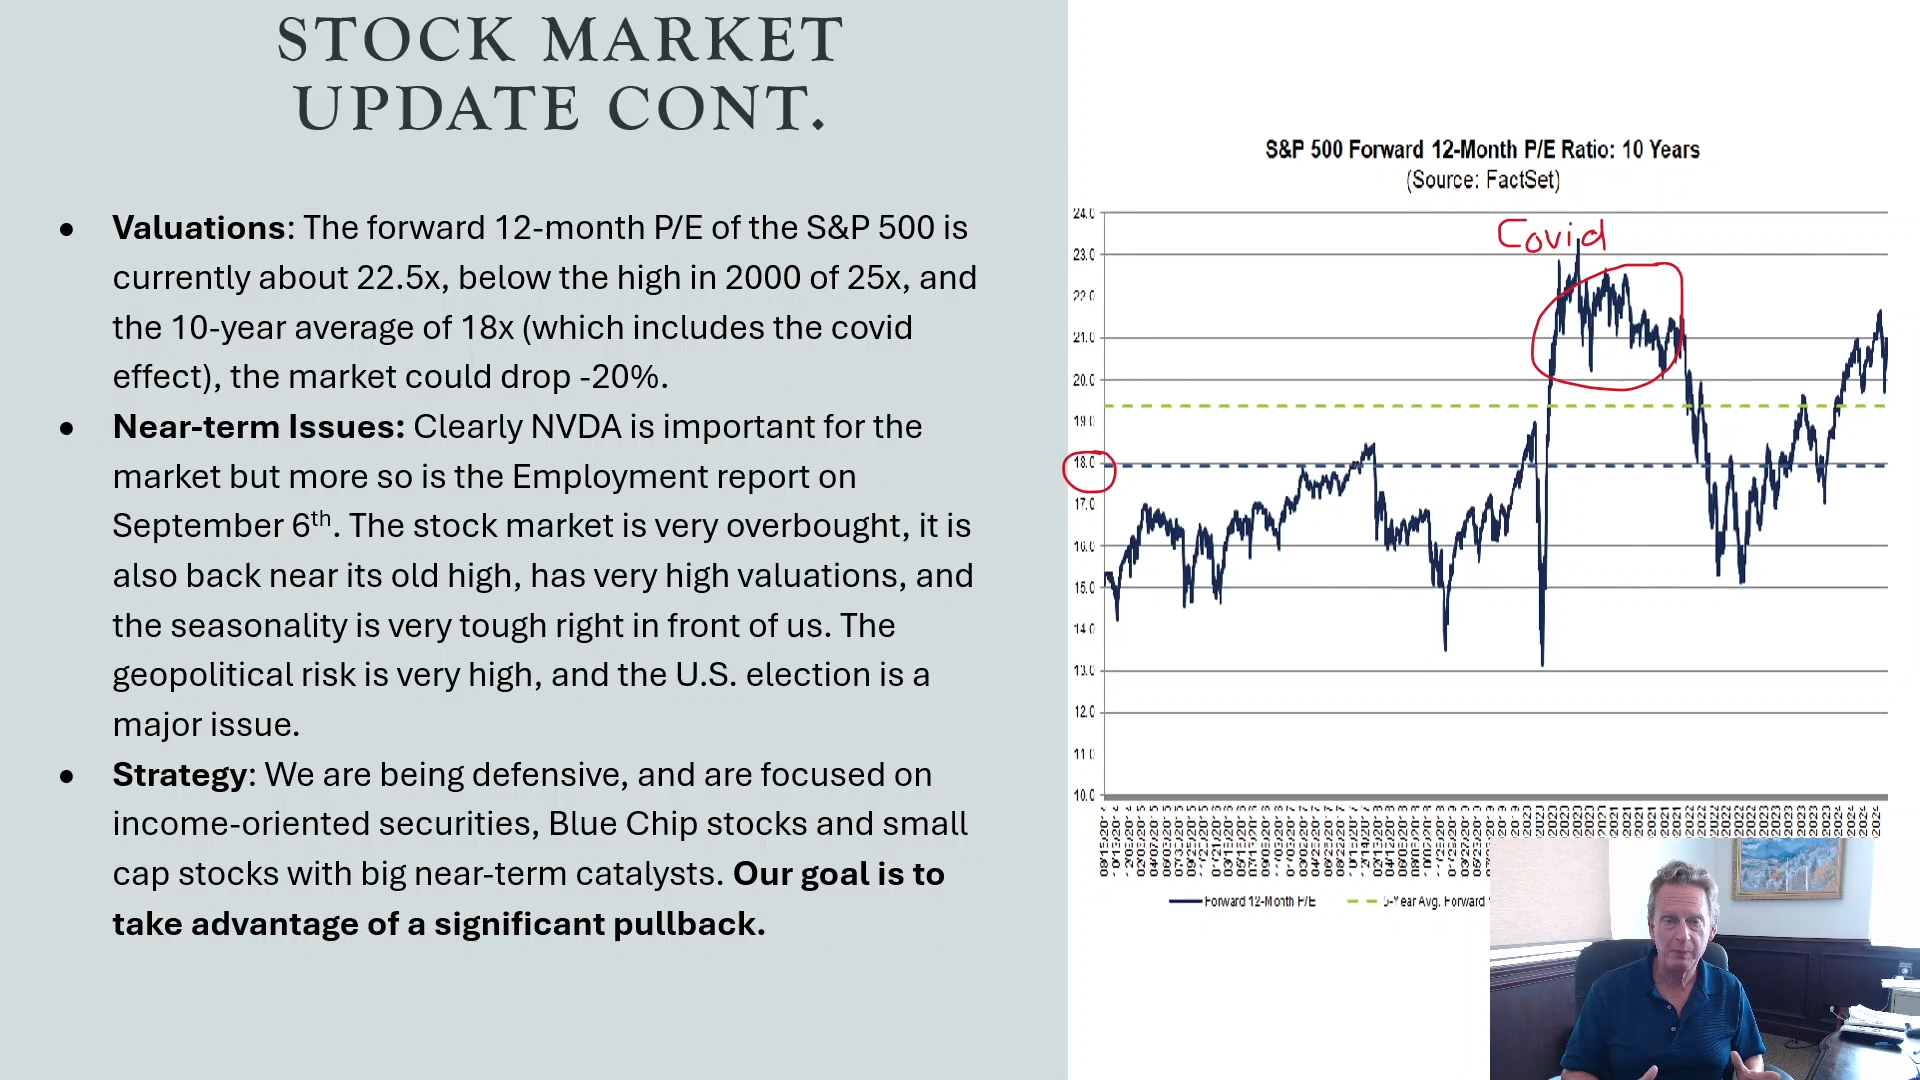 STOCK MARKET
UPDATE CONT.
• Valuations: The forward 12-month P/E of the S&P 500 is
currently about 22.5x, below the high in 2000 of 25x, and
the 10-year average of 18x (which includes the covid
effect), the market could drop -20%.
• Near-term Issues: Clearly NVDA is important for the
market but more so is the Employment report on
September 6th. The stock market is very overbought, it is
also back near its old high, has very high valuations, and
the seasonality is very tough right in front of us. The
geopolitical risk is very high, and the U.S. election is a
major issue.
• Strategy: We are being defensive, and are focused on
income-oriented securities, Blue Chip stocks and small
cap stocks with big near-term catalysts. Our goal is to
take advantage of a significant pullback.
S&P 500 Forward 12-Month P/E Ratio: 10 Years
(Source: FactSet)
Covid
24.0
23.0
22.0
21.0
20.0
19.0
18.0
17.0
16.0
15.0
14.0
13.0
12.0
11.0
10.0
Forward 12-Month P/E
5-Year Avg. Forward